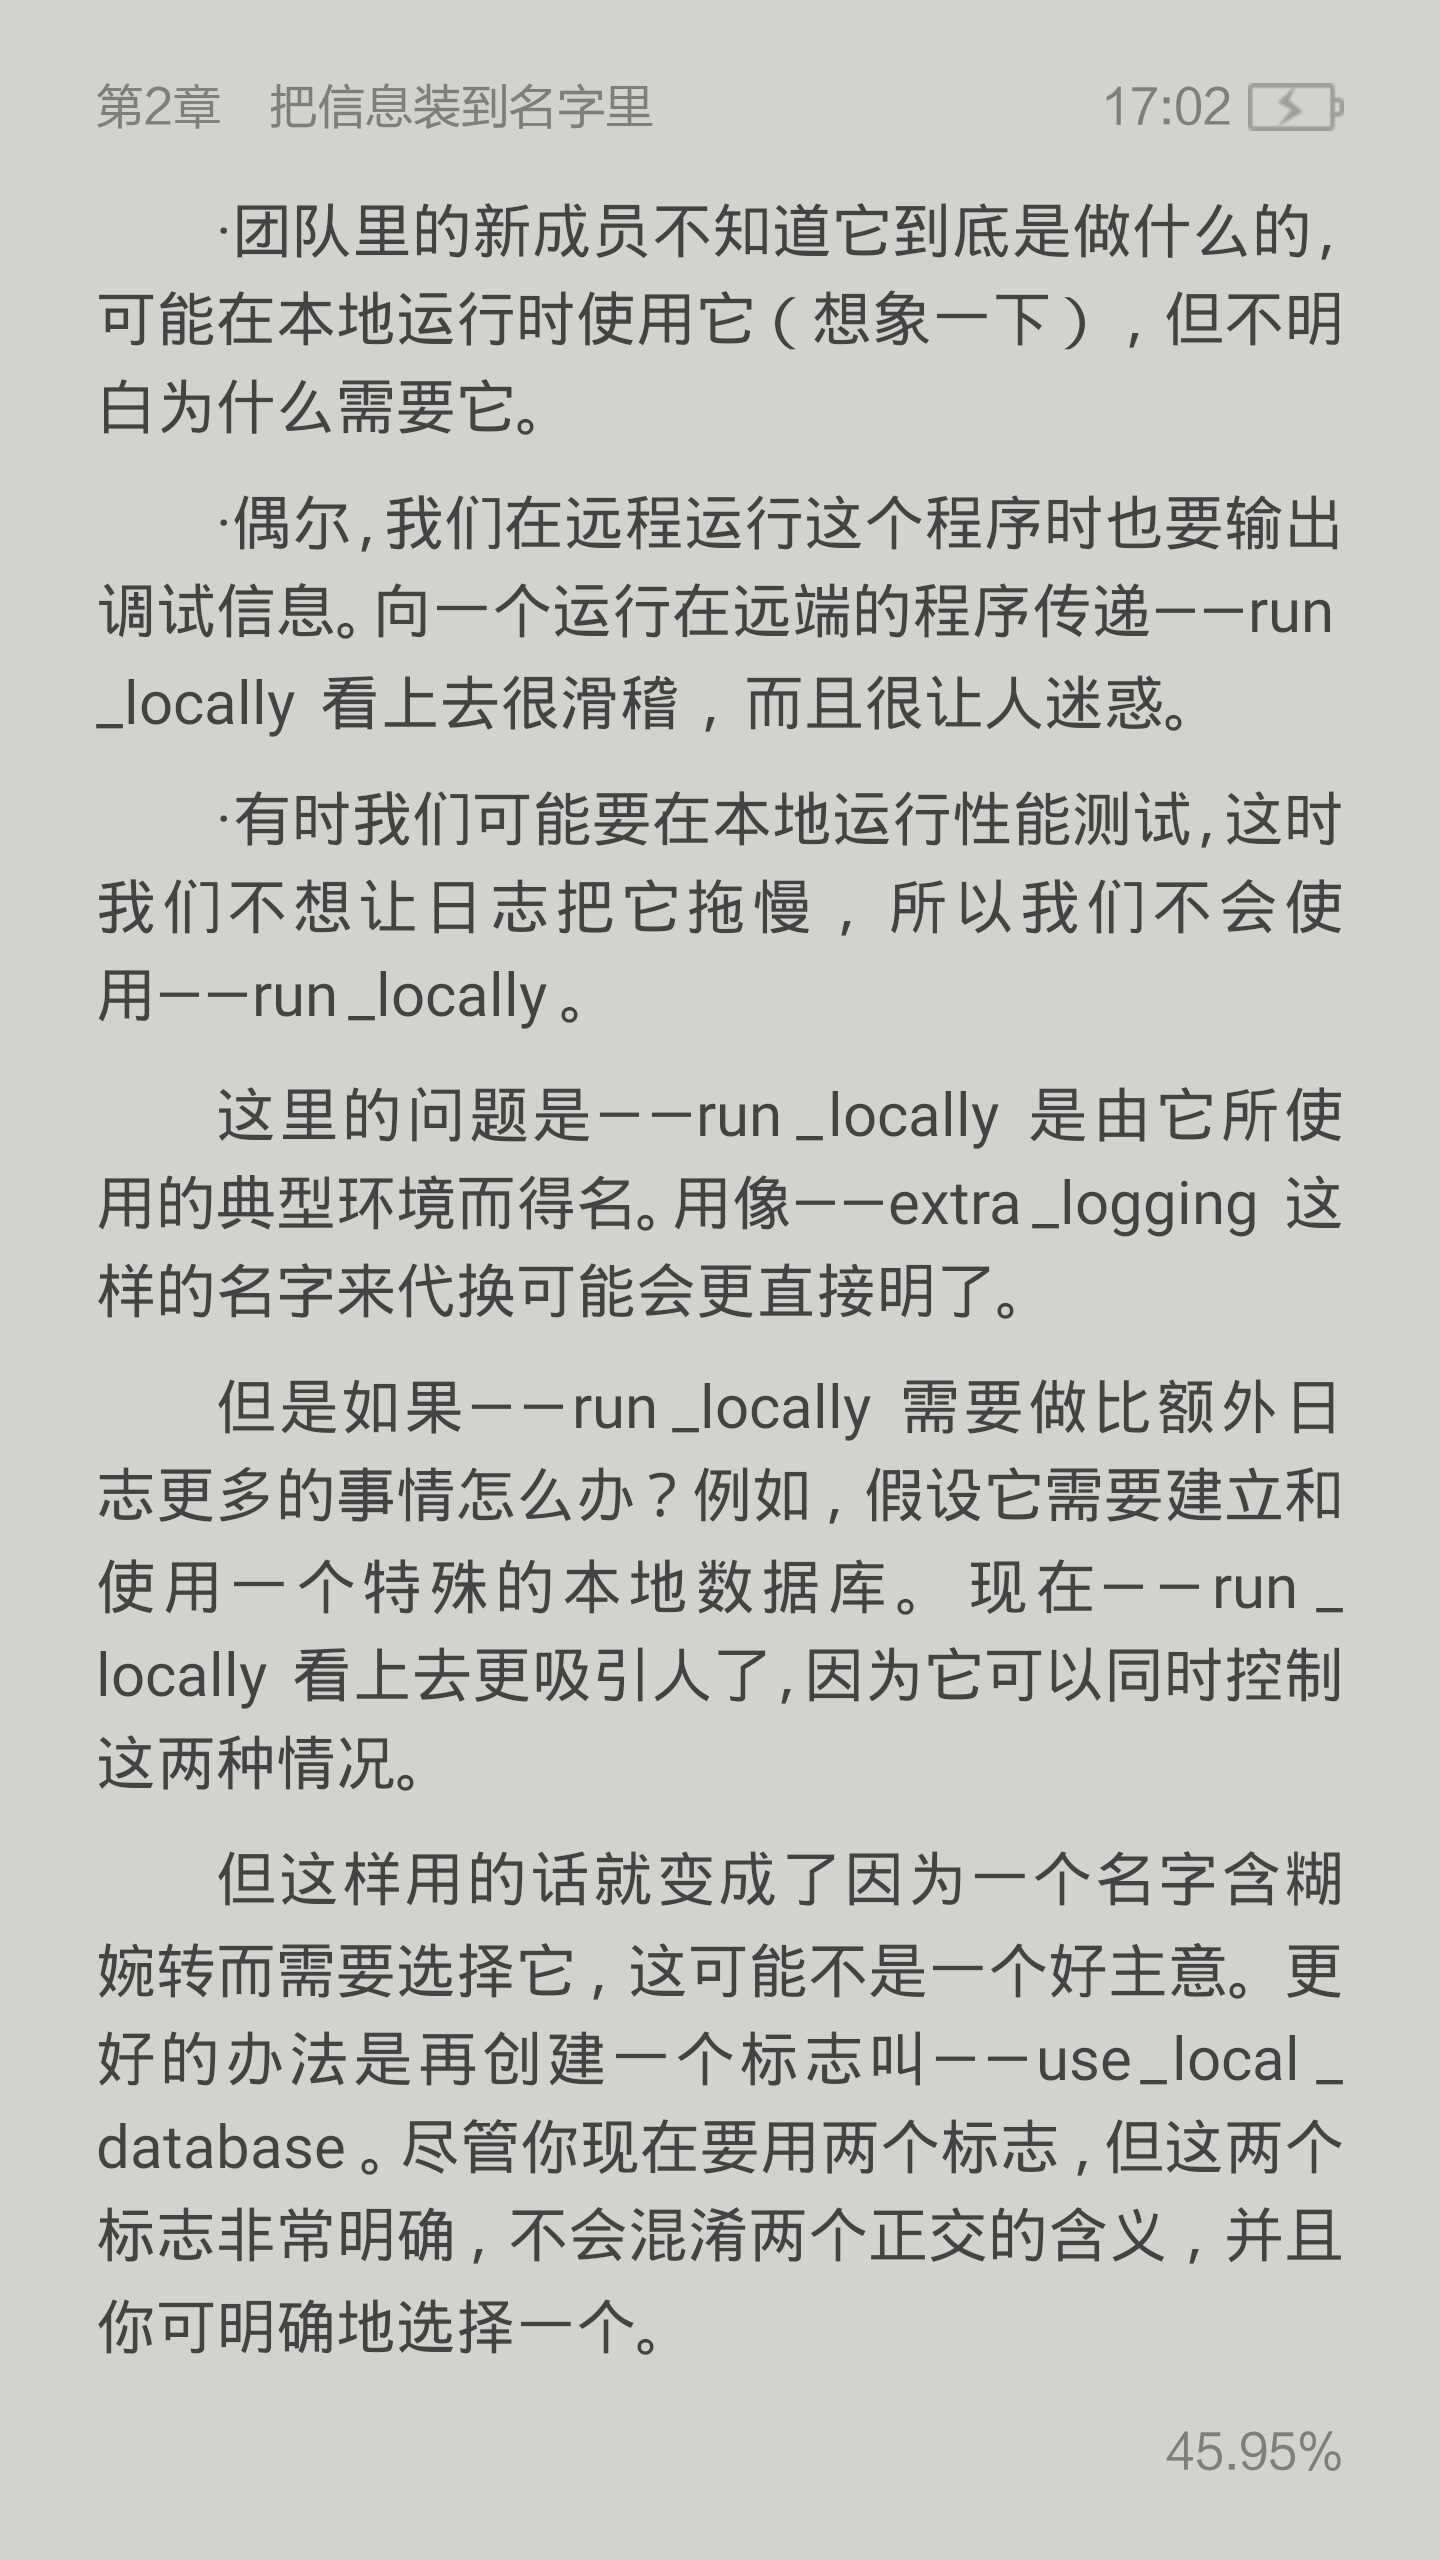 第2章　把信息装到名字里
17:02
·团队里的新成员不知道它到底是做什么的，
可能在本地运行时使用它（想象一下），但不明
白为什么需要它。
·偶尔，我们在远程运行这个程序时也要输出
调试信息。向一个运行在远端的程序传递——run
_locally 看上去很滑稽，而且很让人迷惑。
·有时我们可能要在本地运行性能测试，这时
我们不想让日志把它拖慢，所以我们不会使
用——run _locally 。
这里的问题是——run _locally 是由它所使
用的典型环境而得名。用像——extra _logging 这
样的名字来代换可能会更直接明了。
但是如果——run _locally 需要做比额外日
志更多的事情怎么办？例如，假设它需要建立和
使用一个特殊的本地数据库。现在——run _
locally 看上去更吸引人了，因为它可以同时控制
这两种情况。
但这样用的话就变成了因为一个名字含糊
婉转而需要选择它，这可能不是一个好主意。更
好的办法是再创建一个标志叫——use _local _
database 。尽管你现在要用两个标志，但这两个
标志非常明确，不会混淆两个正交的含义，并且
你可明确地选择一个。
45.95%